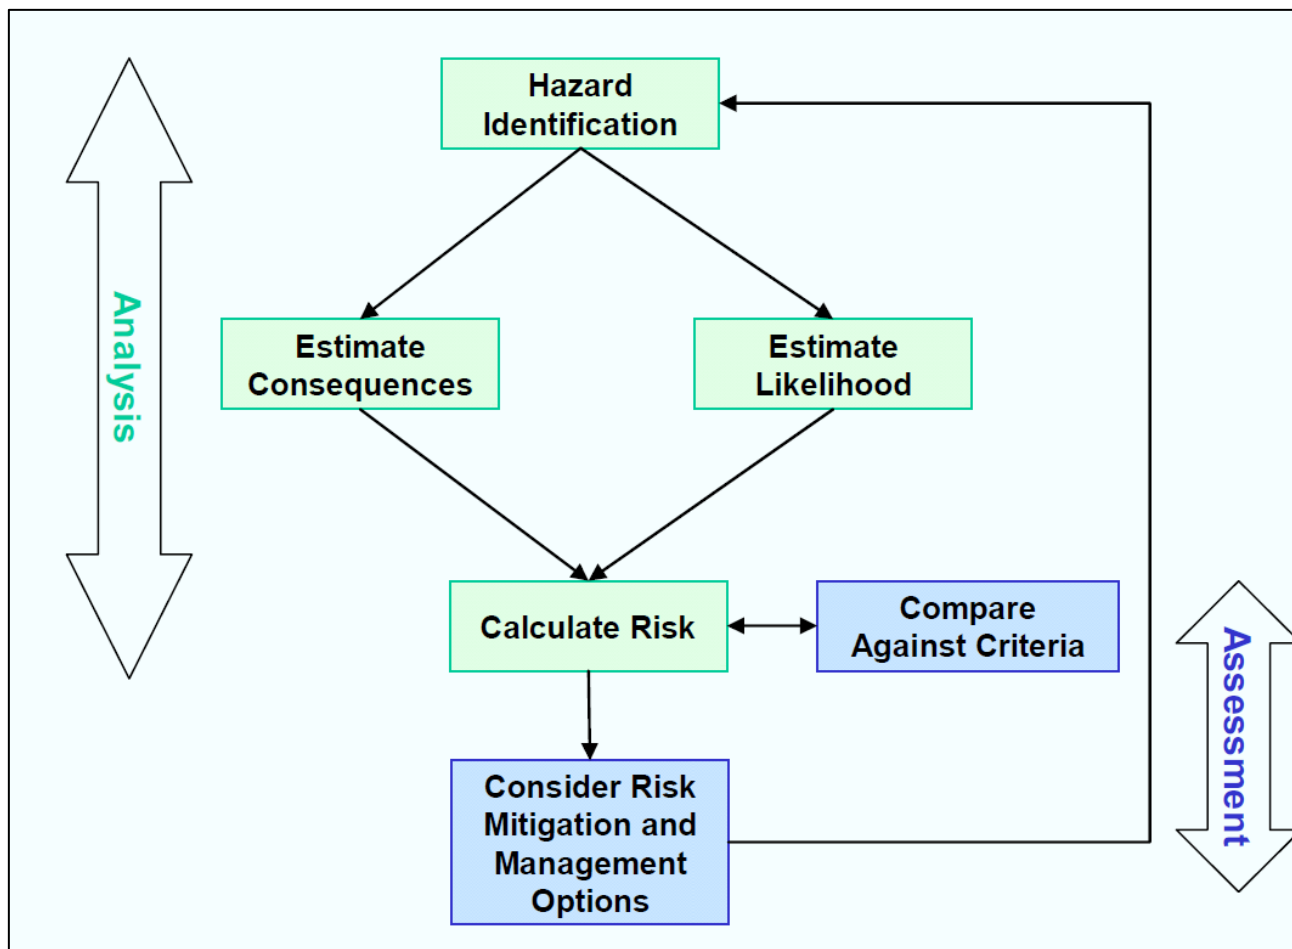 Hazard
Identification
Analysis
Estimate
Consequences
Estimate
Likelihood
Calculate Risk
Compare
Against Criteria
Assessment
Consider Risk
Mitigation and
Management
Options